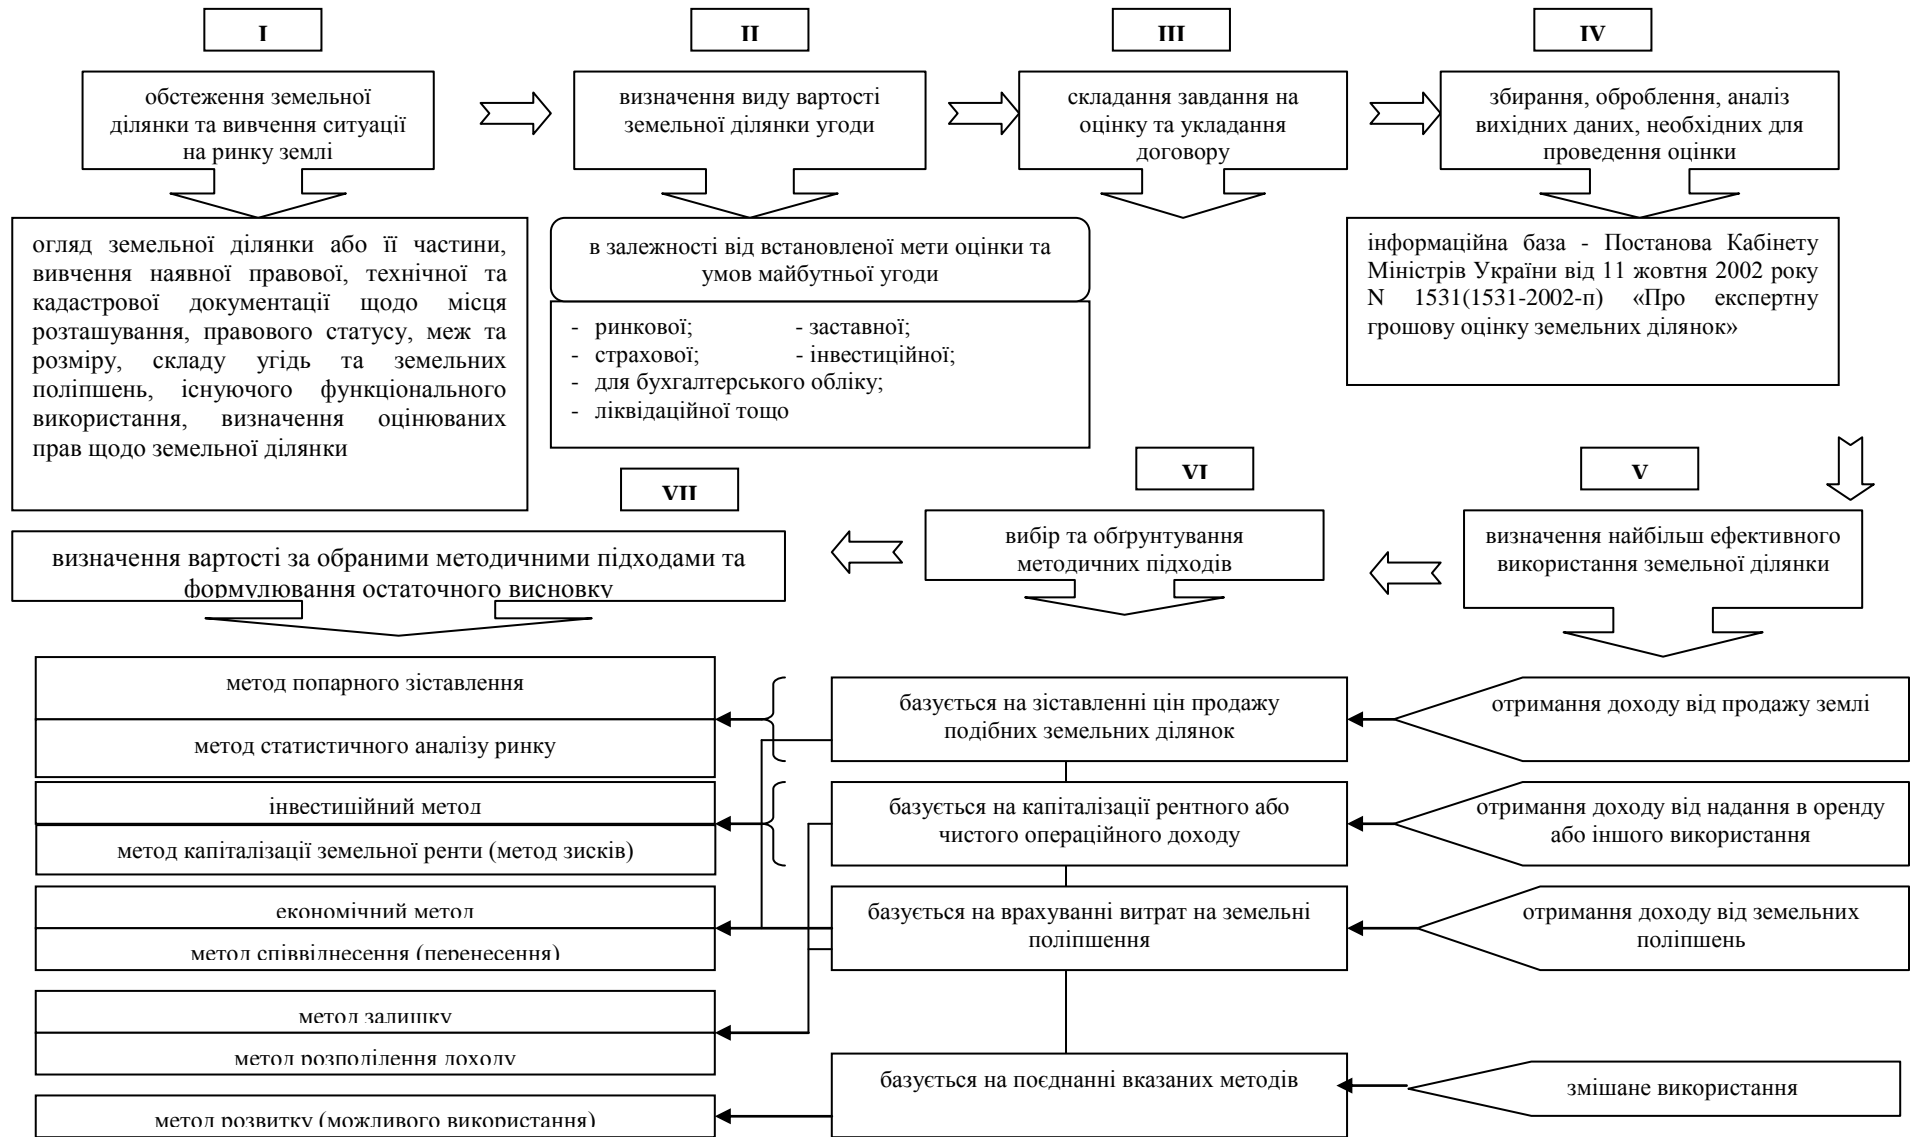 I
II
III
IV
обстеження земельної
ділянки та вивчення ситуації
на ринку землі
визначення виду вартості
земельної ділянки угоди
складання завдання на
оцінку та укладання
договору
збирання, оброблення, аналіз
вихідних даних, необхідних для
проведення оцінки
огляд земельної ділянки або її частини,
вивчення наявної правової, технічної та
кадастрової документації щодо місця
розташування, правового статусу, меж та
розміру, складу угідь та земельних
поліпшень, існуючого функціонального
використання, визначення оцінюваних
прав щодо земельної ділянки
в залежності від встановленої мети оцінки та
умов майбутньої угоди
- ринкової; - заставної;
- страхової; - інвестиційної;
- для бухгалтерського обліку;
- ліквідаційної тощо
інформаційна база - Постанова Кабінету
Міністрів України від 11 жовтня 2002 року
N 1531(1531-2002-п) «Про експертну
грошову оцінку земельних ділянок»
VII
VI
V
визначення вартості за обраними методичними підходами та
формулювання остаточного висновку
вибір та обґрунтування
методичних підходів
визначення найбільш ефективного
використання земельної ділянки
метод попарного зіставлення
метод статистичного аналізу ринку
інвестиційний метод
метод капіталізації земельної ренти (метод зисків)
економічний метод
метод співвіднесення (перенесення)
метод залишку
метод розподілення доходу
метод розвитку (можливого використання)
базується на зіставленні цін продажу
подібних земельних ділянок
базується на капіталізації рентного або
чистого операційного доходу
базується на врахуванні витрат на земельні
поліпшення
базується на поєднанні вказаних методів
отримання доходу від продажу землі
отримання доходу від надання в оренду
або іншого використання
отримання доходу від земельних
поліпшень
змішане використання